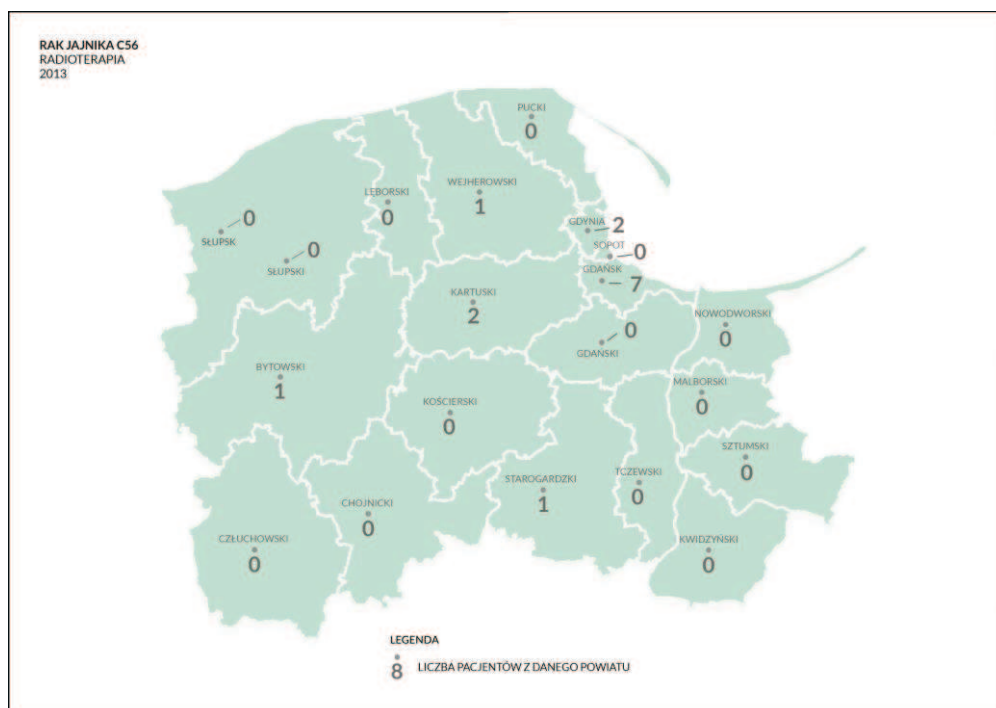 RAK JAJNIKA C56
RADIOTERAPIA
2013
PUCKI
0
WEJHEROWSKI
1
LĘBORSKI
0
SŁUPSK
0
SŁUPSKI
0
GDYNIA
2
SOPOT
0
GDAŃSK
7
KARTUSKI
2
GDAŃSKI
0
NOWODWORSKI
0
BYTOWSKI
1
KOŚCIERSKI
0
MALBORSKI
0
SZTUMSKI
0
STAROGARDZKI
1
TCZEWSKI
0
CHOJNICKI
0
CZŁUCHOWSKI
0
KWIDZYŃSKI
0
LEGENDA
8 LICZBA PACJENTÓW Z DANEGO POWIATU